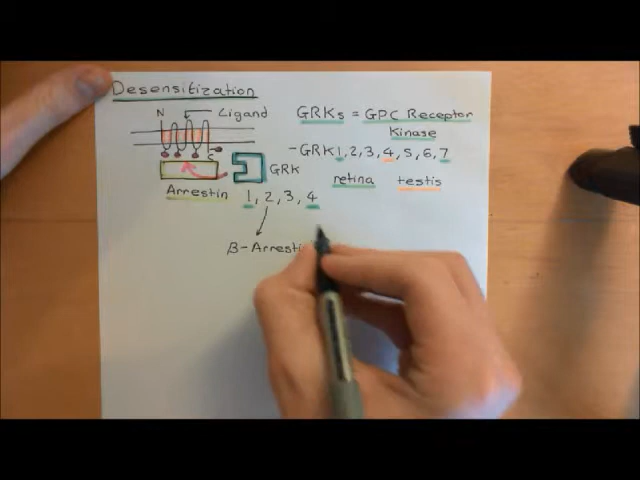 Desensitization
N
Ligand
C
GRKs = GPC Receptor
Kinase
- GRK 1, 2, 3, 4, 5, 6, 7
retina testis
GRK
Arrestin 1, 2, 3, 4
β-Arrestin